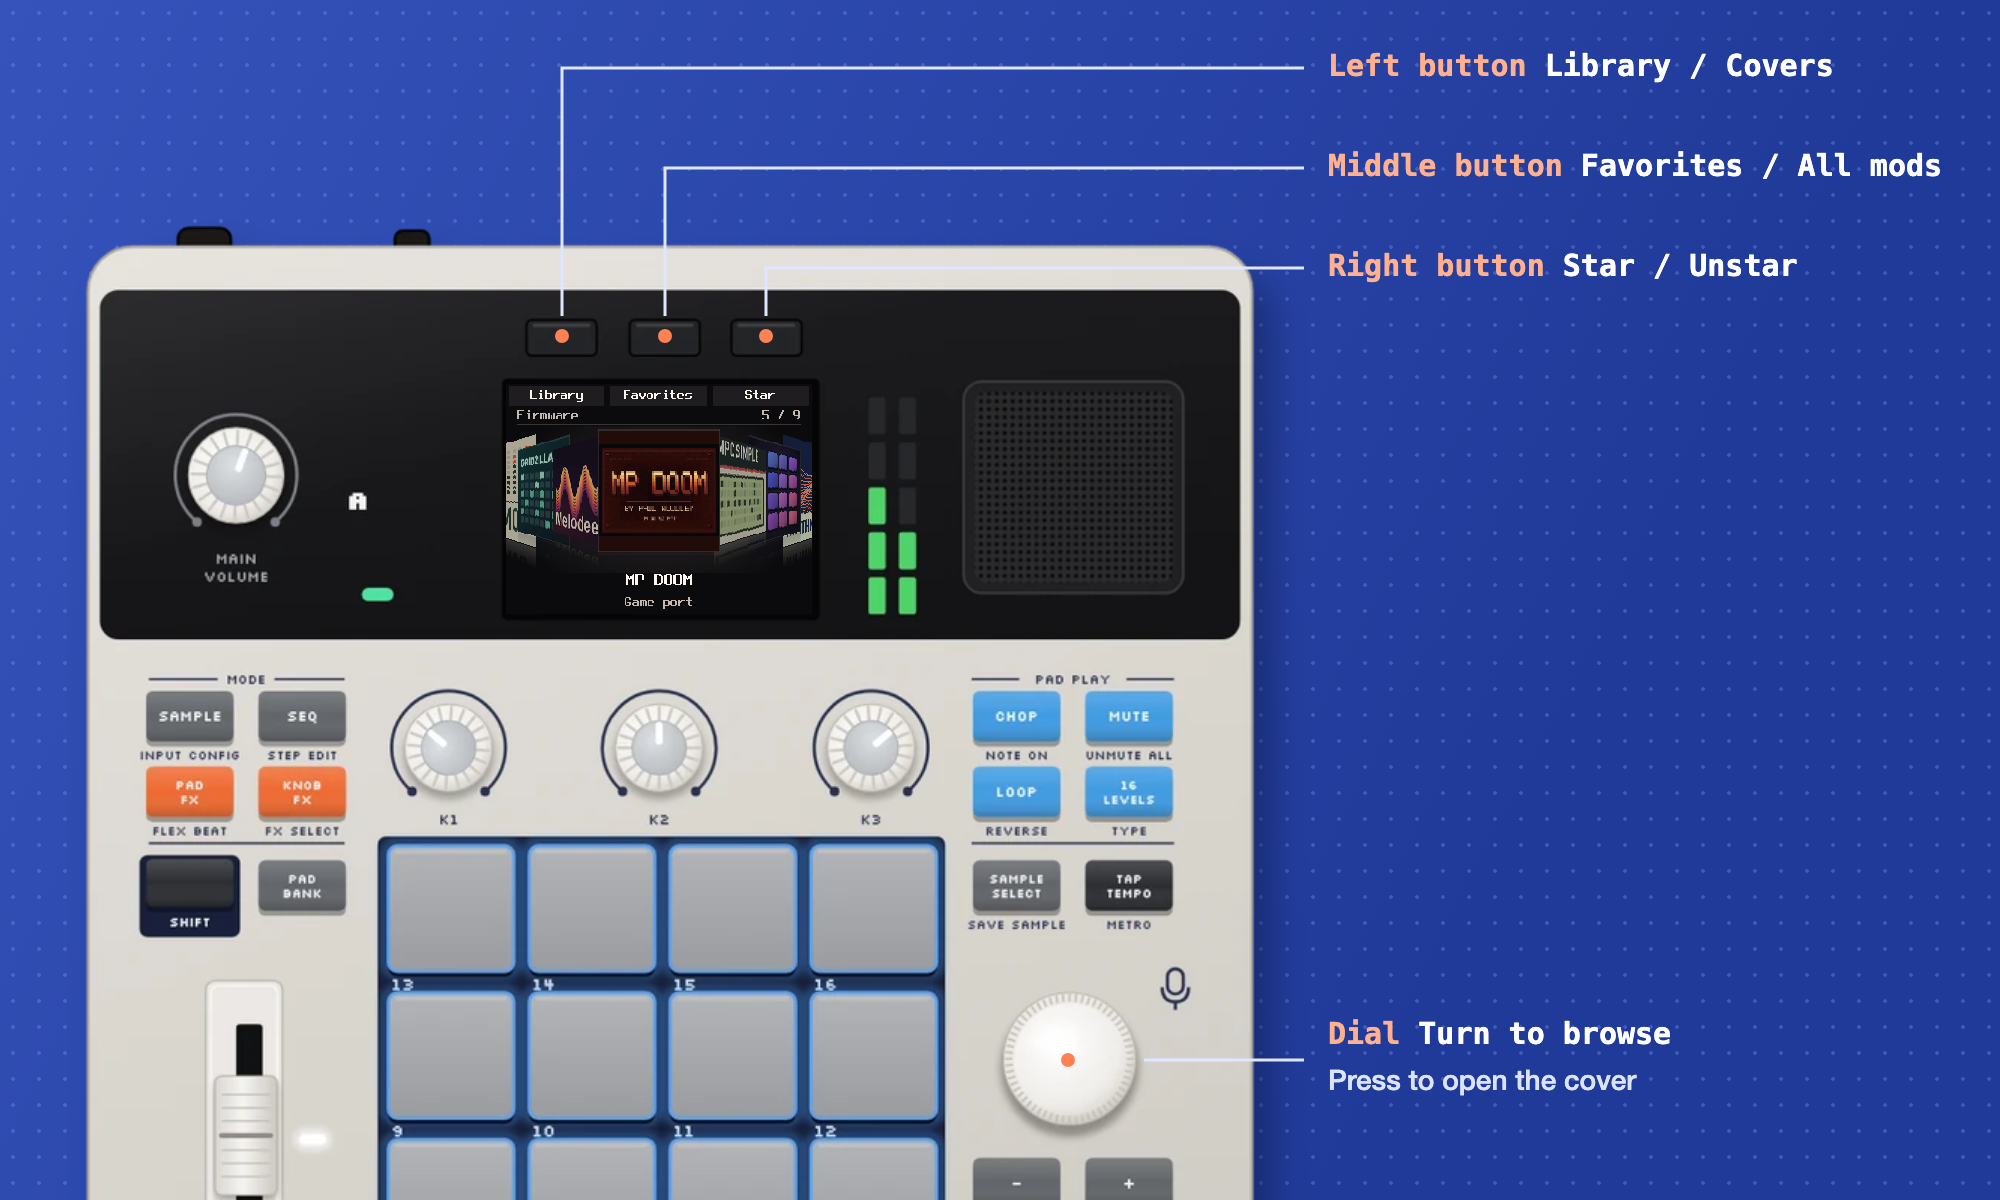 Left button Library / Covers
Middle button Favorites / All mods
Right button Star / Unstar
Library Favorites Star
Firmware 5 / 9
GRIDZILLA
MPC SIMPLE
MP DOOM
Melodee
A
MAIN
VOLUME
MP DOOM
Game port
MODE
PAD PLAY
SAMPLE SEQ
CHOP MUTE
INPUT CONFIG STEP EDIT
NOTE ON UNMUTE ALL
PAD
FX
KNOB
FX
LOOP
16
LEVELS
FLEX BEAT FX SELECT
K1 K2 K3
REVERSE TYPE
PAD
BANK
SAMPLE
SELECT
TAP
TEMPO
SHIFT
SAVE SAMPLE METRO
13 14 15 16
Dial Turn to browse
Press to open the cover
9 10 11 12
- +